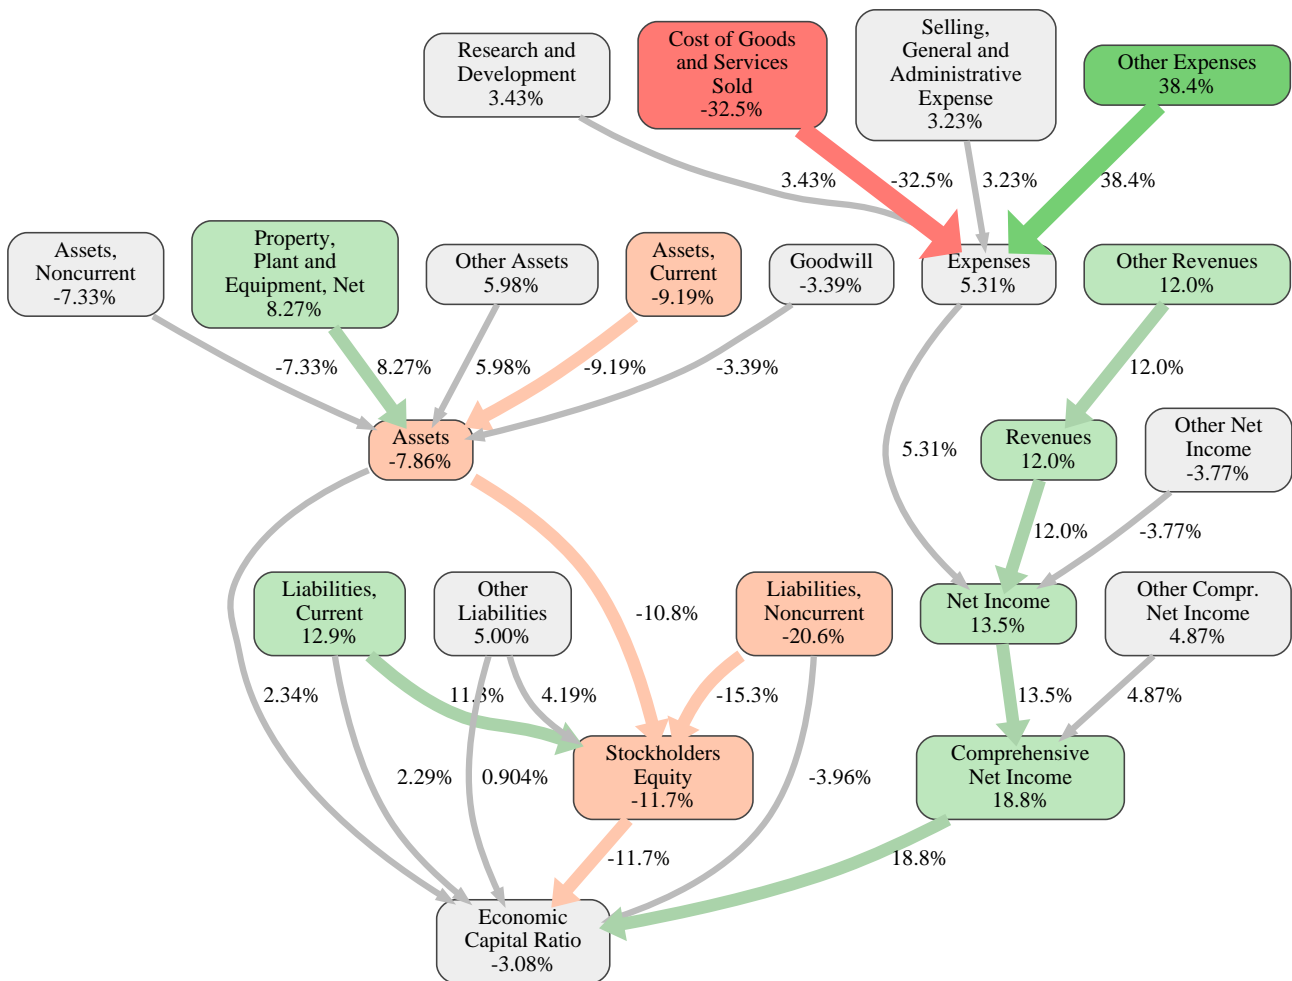 Research and
Development
3.43%
Cost of Goods
and Services
Sold
-32.5%
Selling,
General and
Administrative
Expense
3.23%
Other Expenses
38.4%
3.43%
-32.5%
3.23%
38.4%
Assets,
Noncurrent
-7.33%
Property,
Plant and
Equipment, Net
8.27%
Other Assets
5.98%
Assets,
Current
-9.19%
Goodwill
-3.39%
Expenses
5.31%
Other Revenues
12.0%
-7.33%
8.27%
5.98%
-9.19%
-3.39%
12.0%
Assets
-7.86%
5.31%
Revenues
12.0%
Other Net
Income
-3.77%
12.0%
-3.77%
Liabilities,
Current
12.9%
Other
Liabilities
5.00%
-10.8%
Liabilities,
Noncurrent
-20.6%
Net Income
13.5%
Other Compr.
Net Income
4.87%
2.34%
11.3%
4.19%
-15.3%
13.5%
4.87%
2.29%
0.904%
Stockholders
Equity
-11.7%
-3.96%
Comprehensive
Net Income
18.8%
-11.7%
18.8%
Economic
Capital Ratio
-3.08%